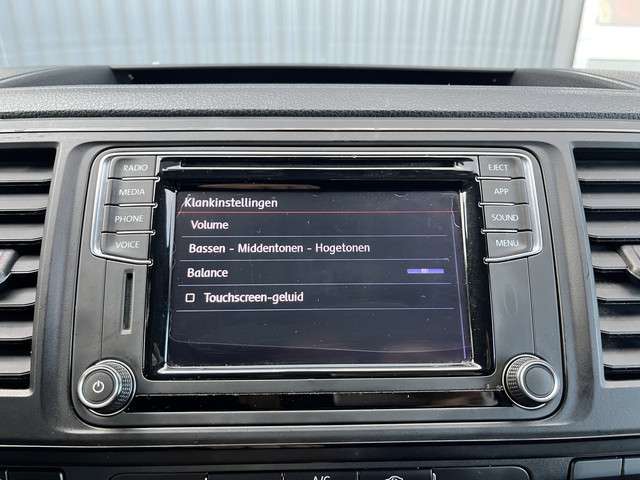 RADIO
MEDIA
PHONE
VOICE
EJECT
APP
SOUND
MENU
Klankinstellingen
Volume
Bassen - Middentonen - Hogetonen
Balance
Touchscreen-geluid
A/C